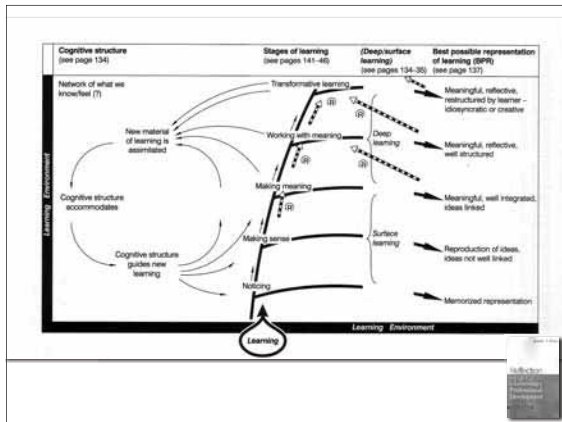 Cognitive structure
(see page 134)
Stages of learning
(see pages 141–46)
(Deep/surface
learning)
(see pages 134–35)
Best possible representation
of learning (BPR)
(see page 137)
Network of what we
know/feel (?)
Transformative learning
Meaningful, reflective,
restructured by learner –
idiosyncratic or creative
New material
of learning is
assimilated
Working with meaning
Deep
learning
Meaningful, reflective,
well structured
Cognitive structure
accommodates
Making meaning
Meaningful, well integrated,
ideas linked
Making sense
Surface
learning
Reproduction of ideas,
ideas not well linked
Cognitive structure
guides new
learning
Noticing
Memorized representation
R
R
R
R
Learning Environment
Learning Environment
Learning
Reflection
Learning
Professional
Development